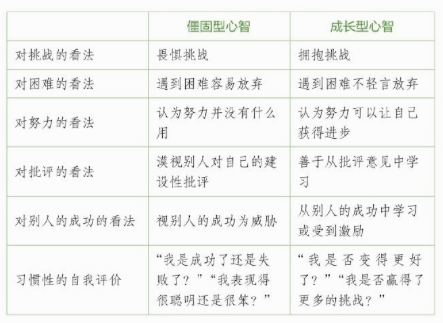 僵固型心智 成长型心智
对挑战的看法 畏惧挑战 拥抱挑战
对困难的看法 遇到困难容易放弃 遇到困难不轻言放弃
对努力的看法 认为努力并没有什么用 认为努力可以让自己获得进步
对批评的看法 漠视别人对自己的建设性批评 善于从批评意见中学习
对别人的成功的看法 视别人的成功为威胁 从别人的成功中学习或受到激励
习惯性的自我评价 “我是成功了还是失败了？”“我表现得很聪明还是很笨？” “我是否变得更好了？”“我是否赢得了更多的挑战？”